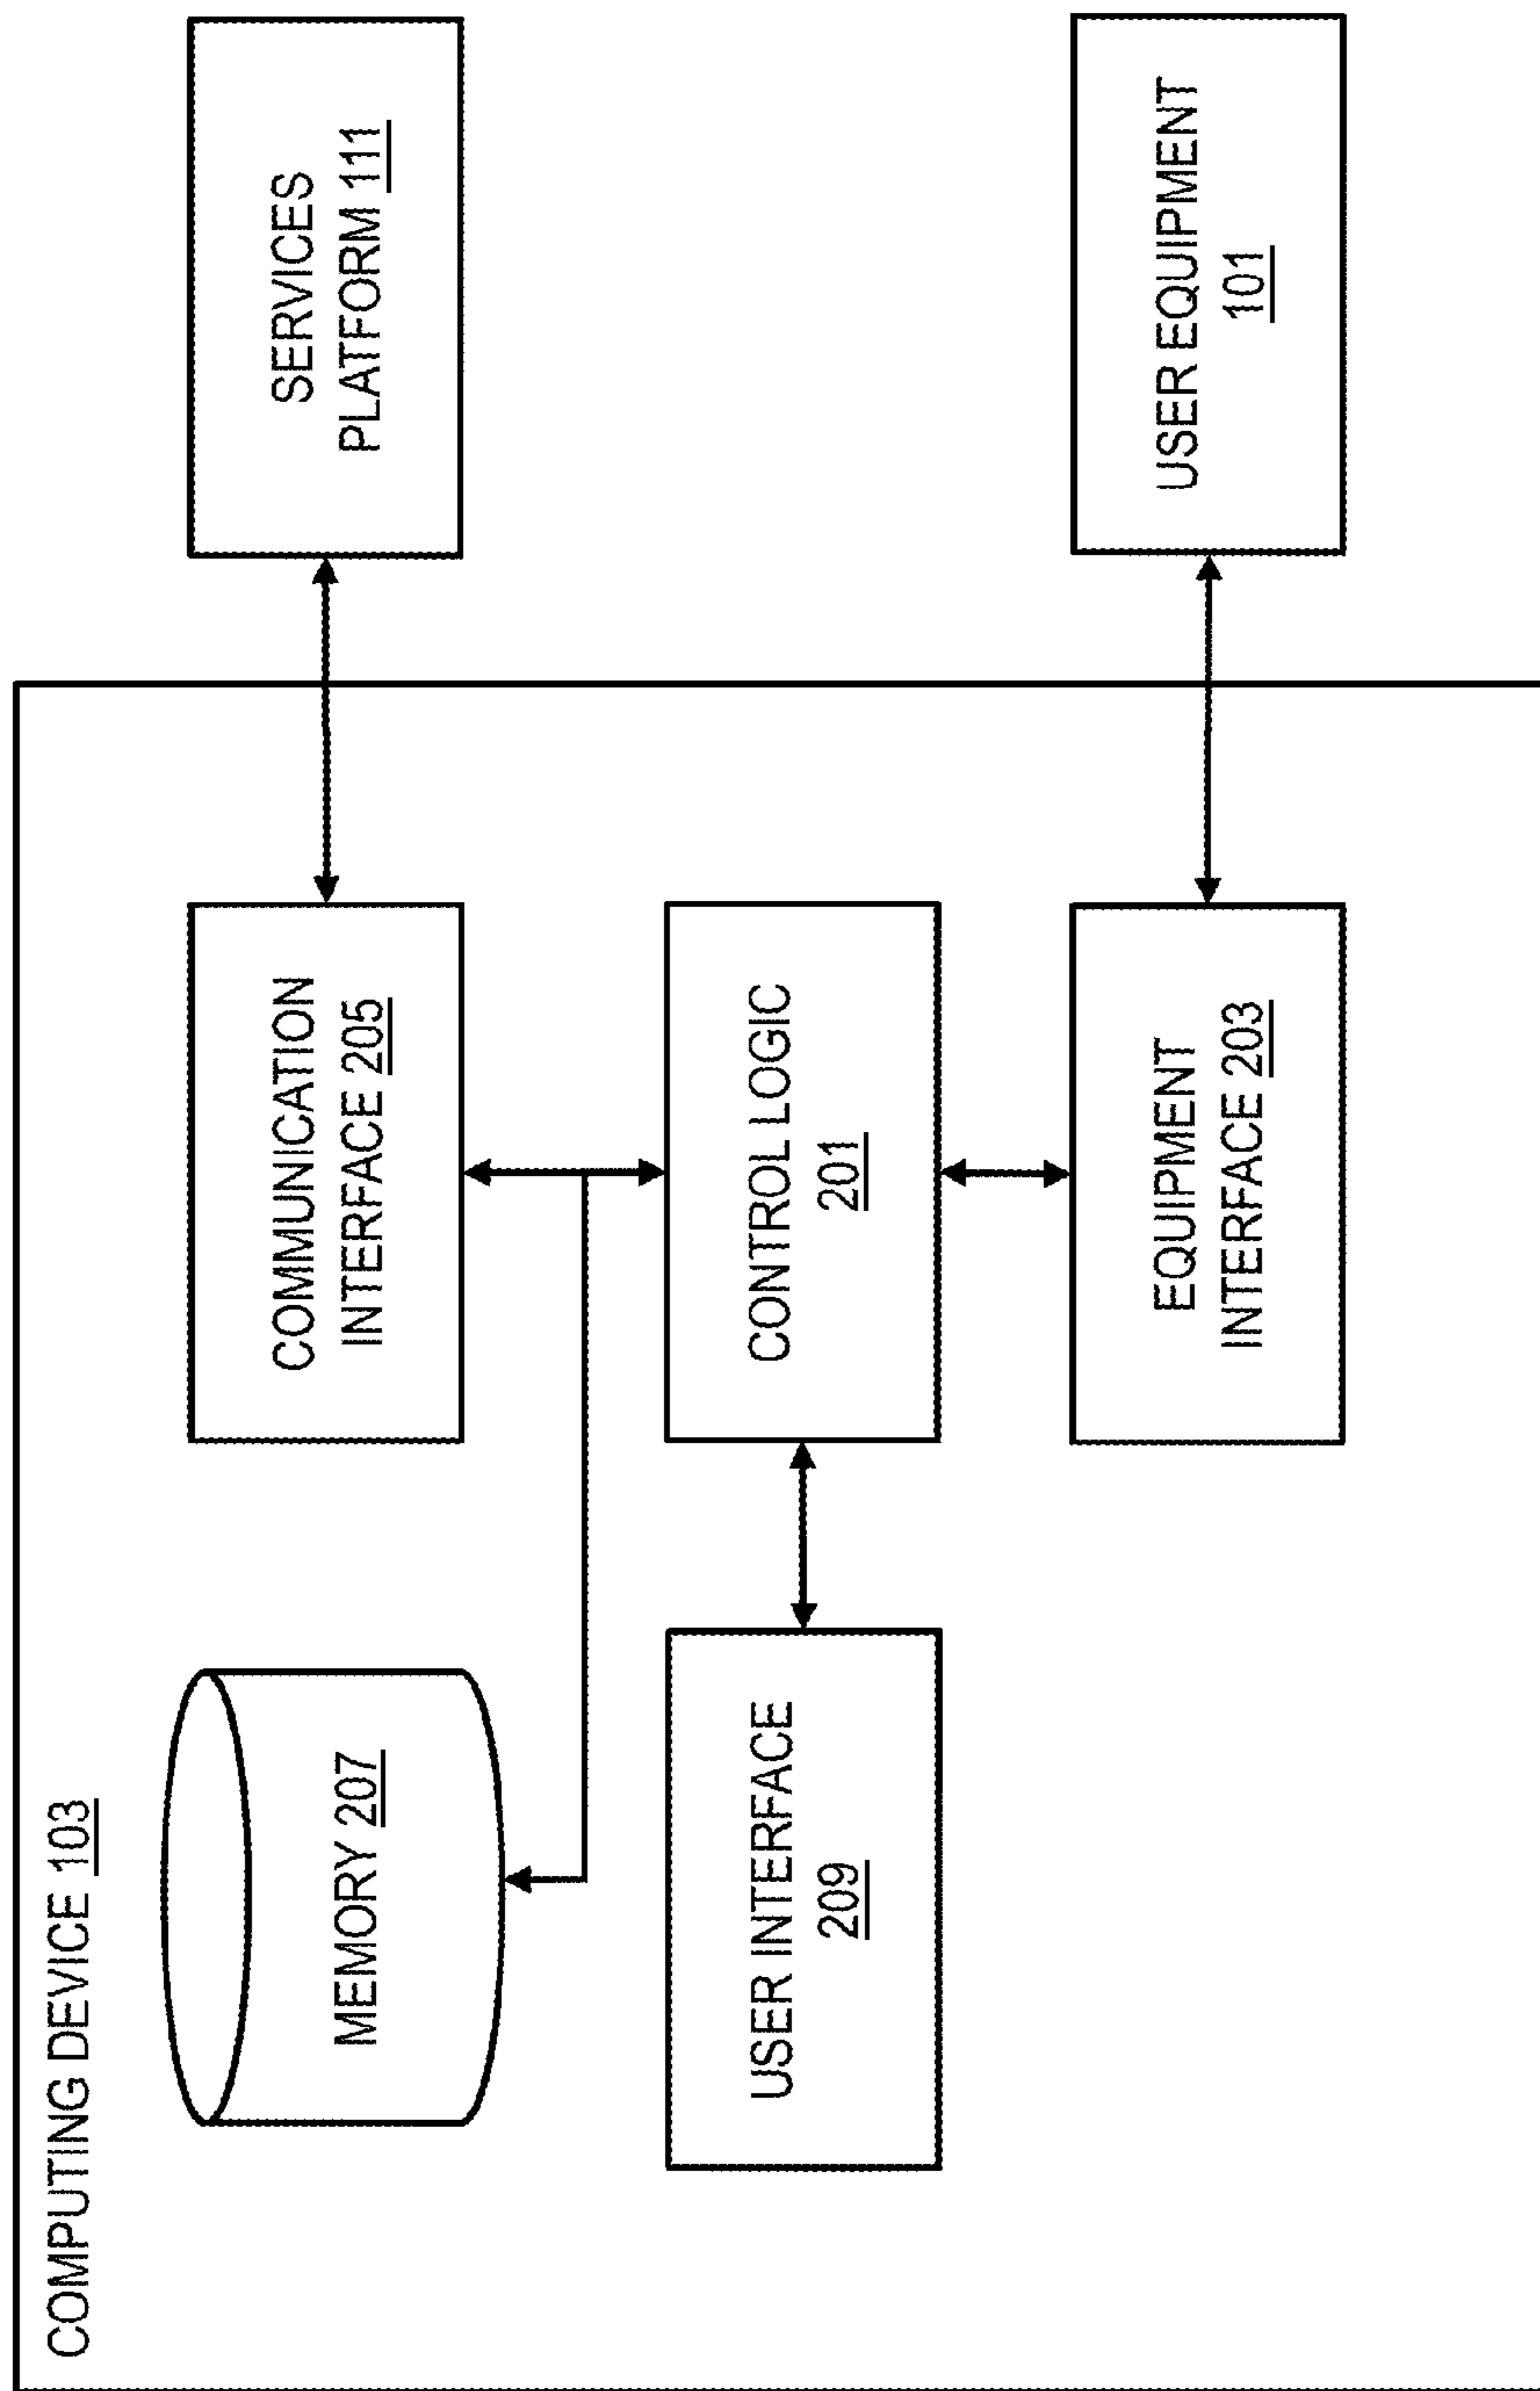 COMPUTING DEVICE 103
MEMORY 207
COMMUNICATION
INTERFACE 205
SERVICES
PLATFORM 111
USER INTERFACE
209
CONTROL LOGIC
201
EQUIPMENT
INTERFACE 203
USER EQUIPMENT
101